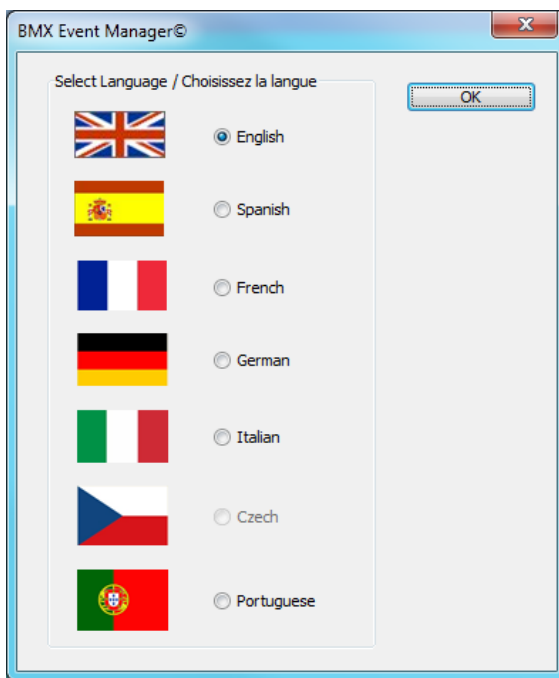 BMX Event Manager©
Select Language / Choisissez la langue
OK
English
Spanish
French
German
Italian
Czech
Portuguese